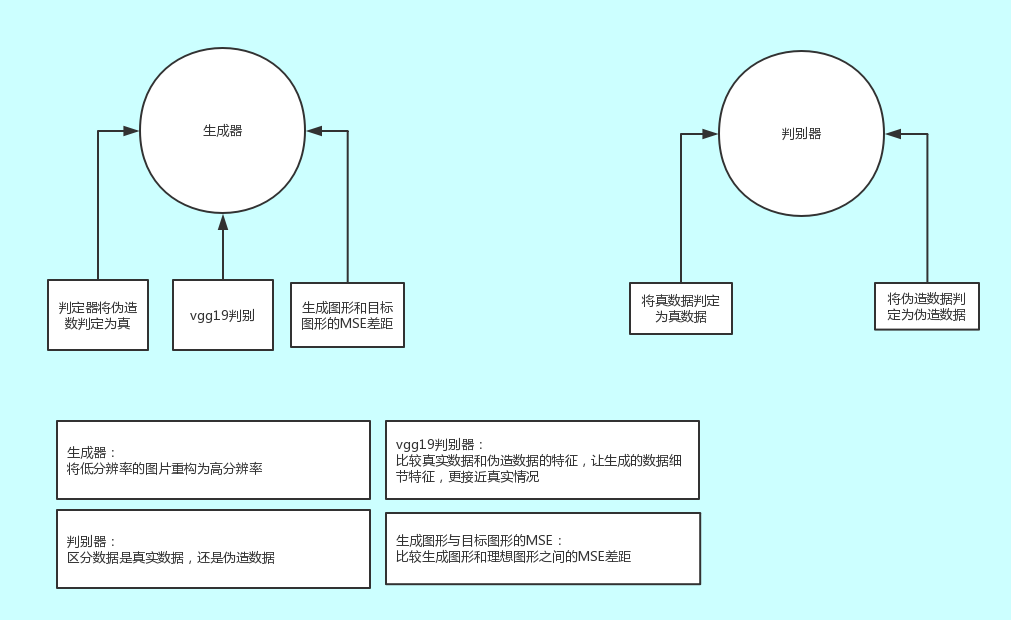 生成器
判别器
判定器将伪造
数判定为真
vgg19判别
生成图形和目标
图形的MSE差距
将真数据判定
为真数据
将伪造数据判
定为伪造数据
生成器：
将低分辨率的图片重构为高分辨率
vgg19判别器：
比较真实数据和伪造数据的特征，让生成的数据细
节特征，更接近真实情况
判别器：
区分数据是真实数据，还是伪造数据
生成图形与目标图形的MSE：
比较生成图形和理想图形之间的MSE差距